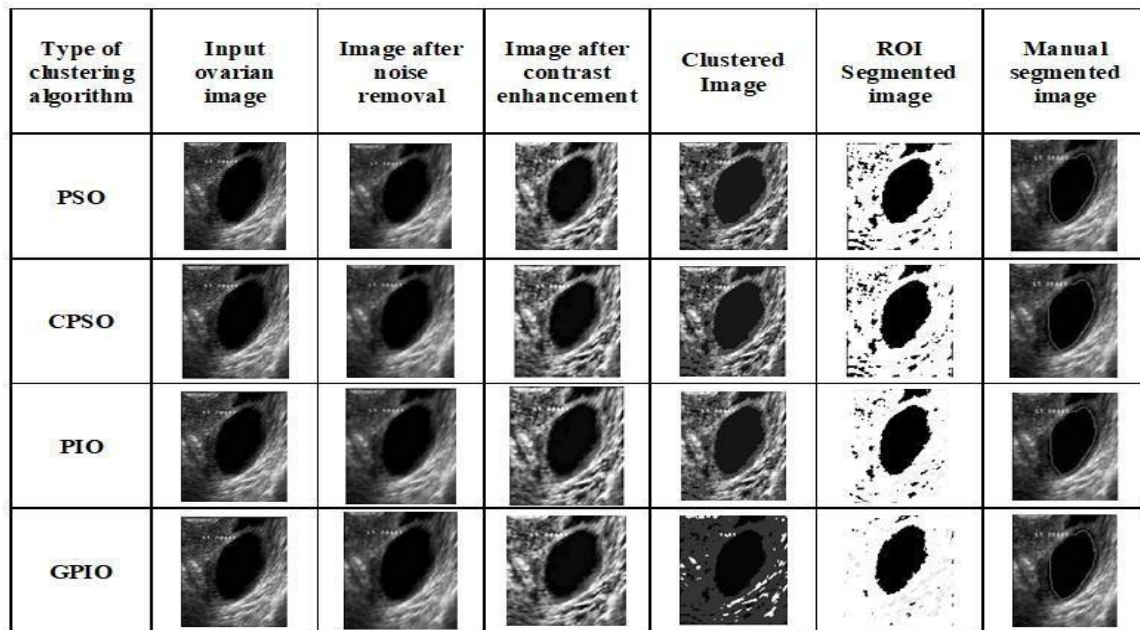 Type of
clustering
algorithm
Input
ovarian
image
Image after
noise
removal
Image after
contrast
enhancement
Clustered
Image
ROI
Segmented
image
Manual
segmented
image
PSO
CPSO
PIO
GPIO